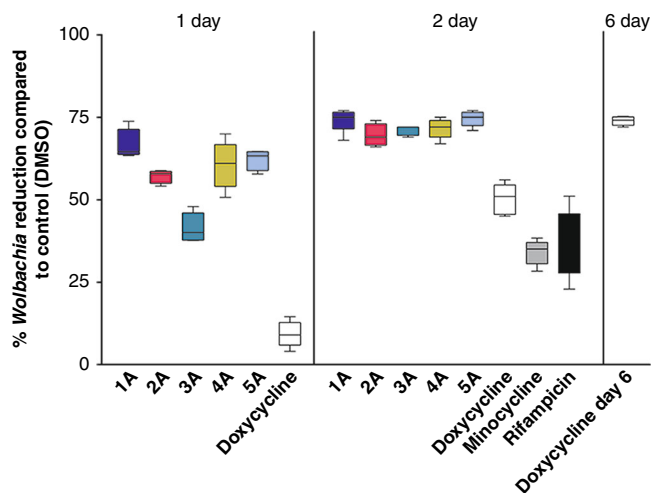 1 day
2 day
6 day
% Wolbachia reduction compared
to control (DMSO)
100
75
50
25
0
1A
2A
3A
4A
5A
Doxycycline
1A
2A
3A
4A
5A
Doxycycline
Minocycline
Rifampicin
Doxycycline day 6